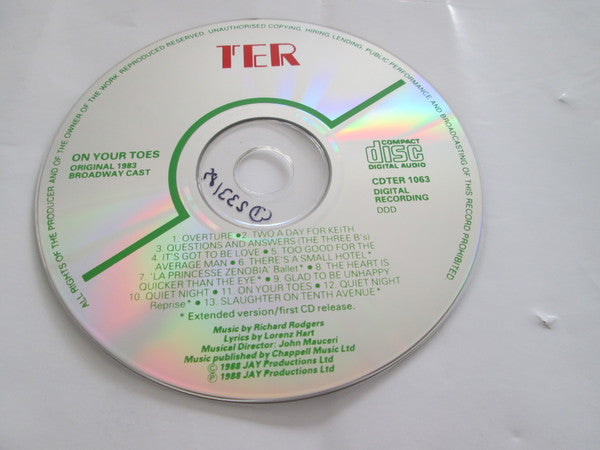 TER
ALL RIGHTS OF THE PRODUCER AND OF THE OWNER OF THE WORK REPRODUCED RESERVED. UNAUTHORISED COPYING, HIRING, LENDING, PUBLIC PERFORMANCE AND BROADCASTING OF THIS RECORD PROHIBITED
ON YOUR TOES
ORIGINAL 1983
BROADWAY CAST
COMPACT
disc
DIGITAL AUDIO
CDTER 1063
DIGITAL
RECORDING
DDD
1. OVERTURE ● 2. TWO A DAY FOR KEITH
3. QUESTIONS AND ANSWERS (THE THREE B's)
4. IT'S GOT TO BE LOVE ● 5. TOO GOOD FOR THE
AVERAGE MAN ● 6. THERE'S A SMALL HOTEL*
7. 'LA PRINCESSE ZENOBIA' Ballet* ● 8. THE HEART IS
QUICKER THAN THE EYE* ● 9. GLAD TO BE UNHAPPY
10. QUIET NIGHT ● 11. ON YOUR TOES ● 12. QUIET NIGHT
Reprise* ● 13. SLAUGHTER ON TENTH AVENUE*
* Extended version/first CD release.
Music by Richard Rodgers
Lyrics by Lorenz Hart
Musical Director: John Mauceri
Music published by Chappell Music Ltd
© 1988 JAY Productions Ltd
℗ 1988 JAY Productions Ltd